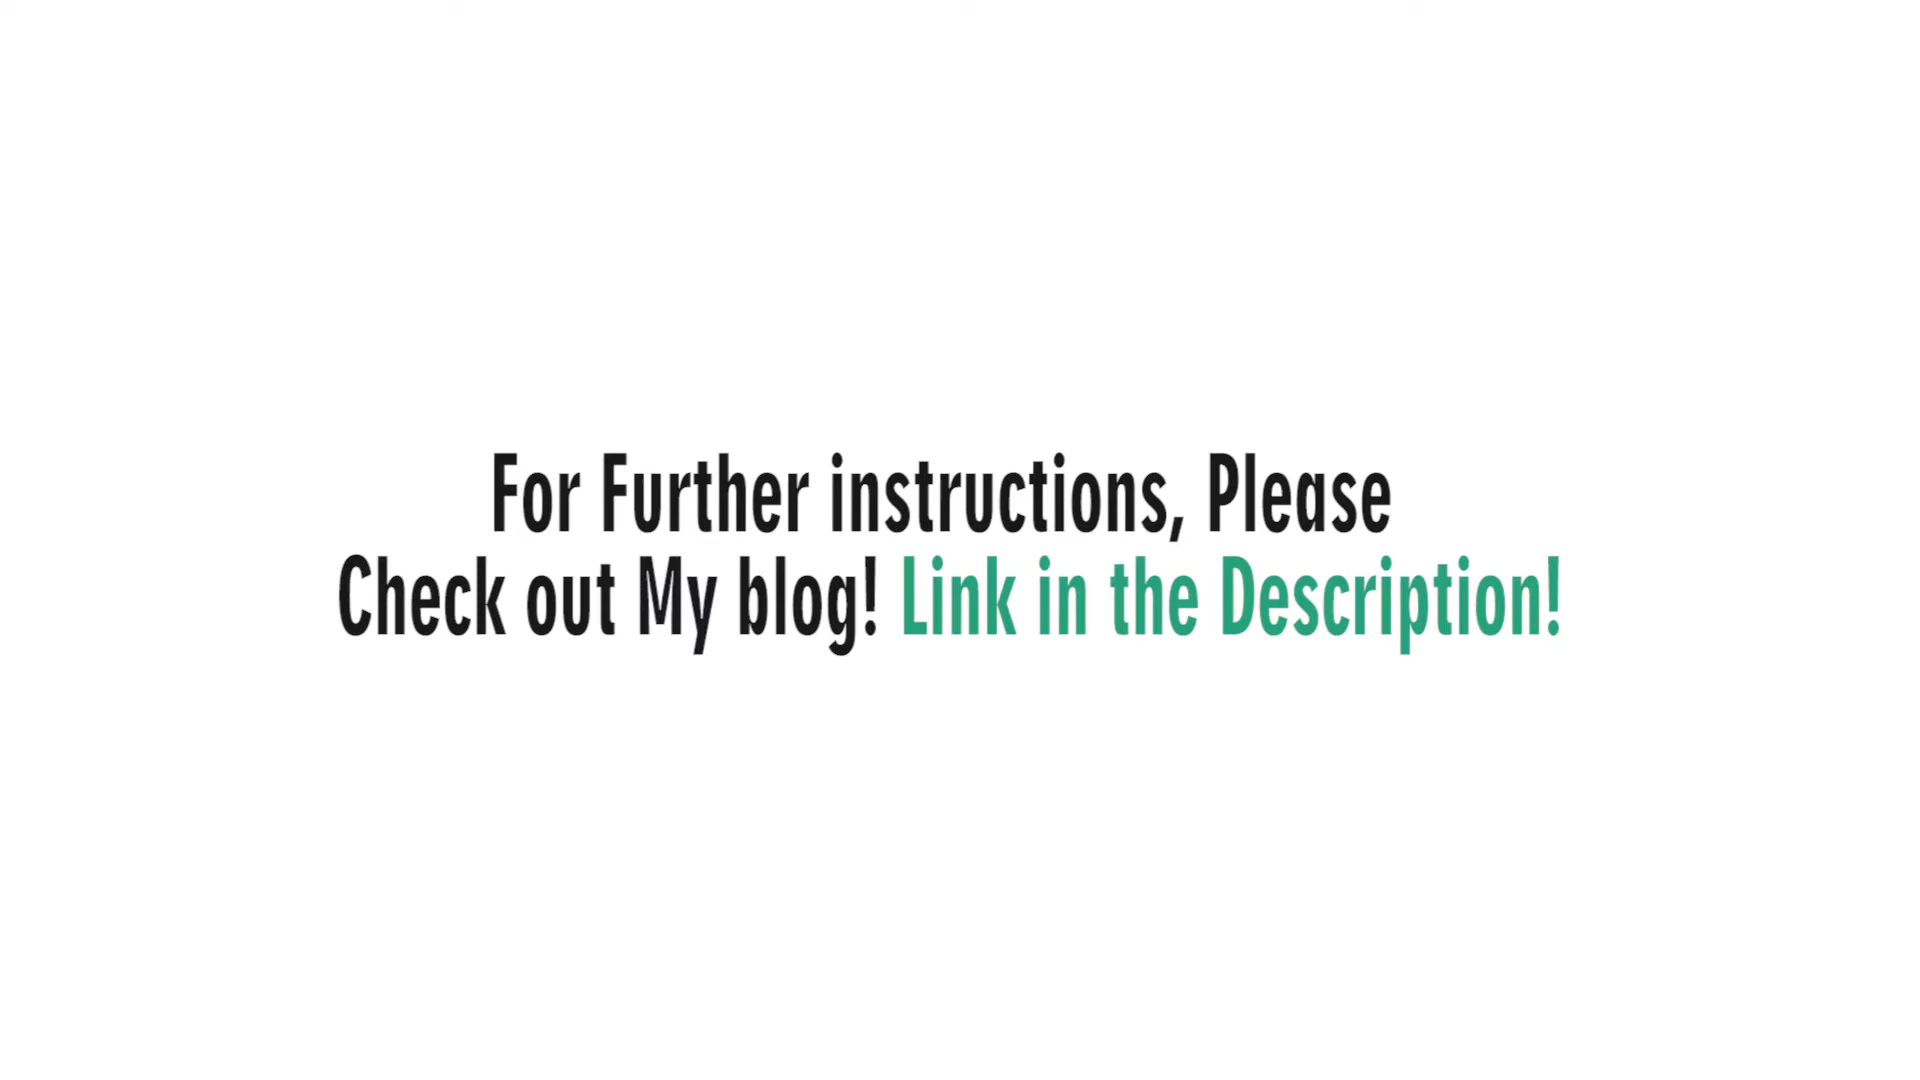 For Further instructions, Please
Check out My blog! Link in the Description!